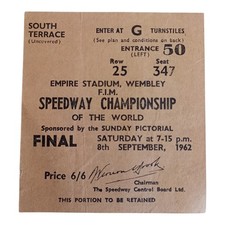 SOUTH
TERRACE
(Uncovered)
ENTER AT G TURNSTILES
(See plan and conditions on back)
ENTRANCE 50
(LEFT)
Row Seat
25 347
EMPIRE STADIUM, WEMBLEY
F.I.M.
SPEEDWAY CHAMPIONSHIP
OF THE WORLD
Sponsored by the SUNDAY PICTORIAL
FINAL SATURDAY at 7-15 p.m.
8th SEPTEMBER, 1962
Price 6/6
Chairman
The Speedway Control Board Ltd.
THIS PORTION TO BE RETAINED